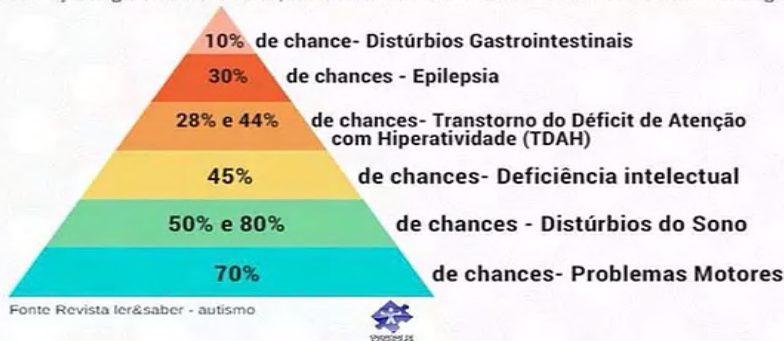 10% de chance- Distúrbios Gastrointestinais
30% de chances - Epilepsia
28% e 44% de chances- Transtorno do Déficit de Atenção
com Hiperatividade (TDAH)
45% de chances- Deficiência intelectual
50% e 80% de chances - Distúrbios do Sono
70% de chances- Problemas Motores
Fonte Revista ler&saber - autismo